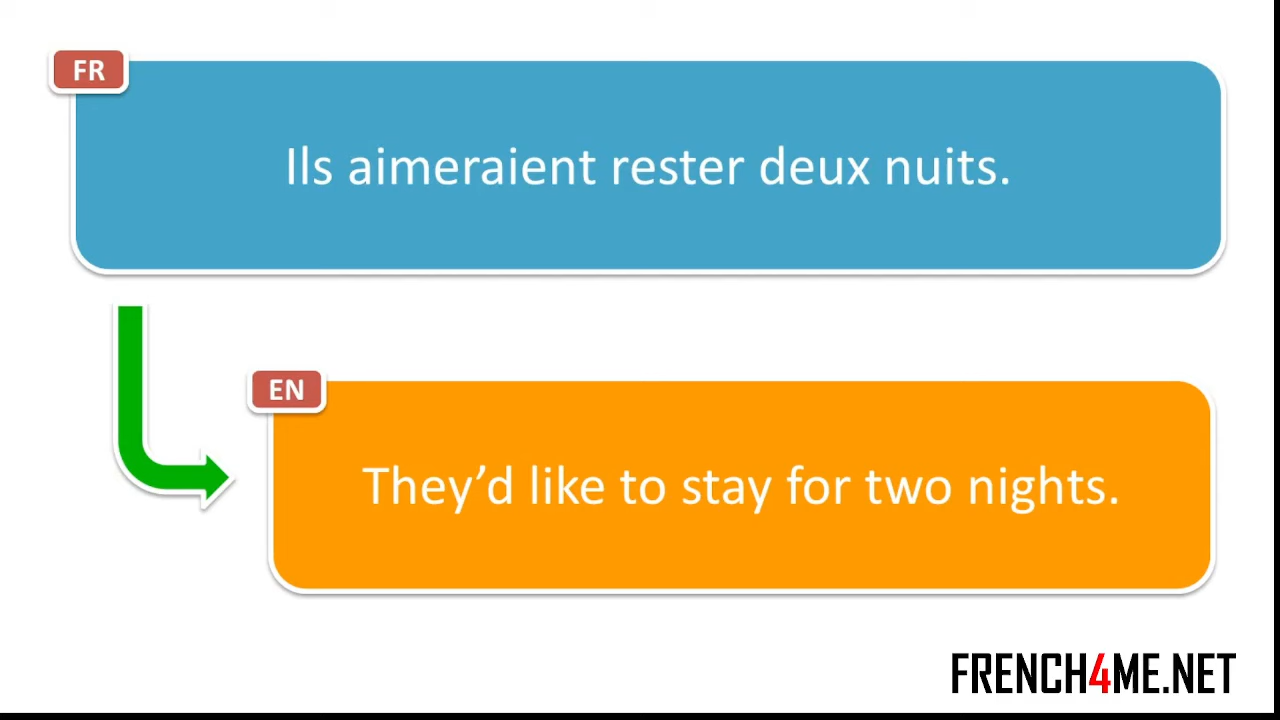 FR
Ils aimeraient rester deux nuits.
EN
They’d like to stay for two nights.
FRENCH4ME.NET